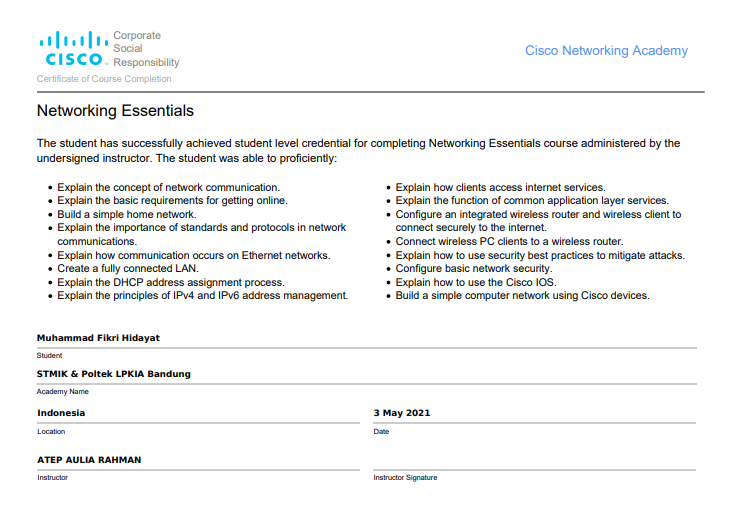 CISCO
Corporate
Social
Responsibility
Cisco Networking Academy
Certificate of Course Completion
Networking Essentials
The student has successfully achieved student level credential for completing Networking Essentials course administered by the
undersigned instructor. The student was able to proficiently:
• Explain the concept of network communication.
• Explain the basic requirements for getting online.
• Build a simple home network.
• Explain the importance of standards and protocols in network
communications.
• Explain how communication occurs on Ethernet networks.
• Create a fully connected LAN.
• Explain the DHCP address assignment process.
• Explain the principles of IPv4 and IPv6 address management.
• Explain how clients access internet services.
• Explain the function of common application layer services.
• Configure an integrated wireless router and wireless client to
connect securely to the internet.
• Connect wireless PC clients to a wireless router.
• Explain how to use security best practices to mitigate attacks.
• Configure basic network security.
• Explain how to use the Cisco IOS.
• Build a simple computer network using Cisco devices.
Muhammad Fikri Hidayat
Student
STMIK & Poltek LPKIA Bandung
Academy Name
Indonesia
Location
3 May 2021
Date
ATEP AULIA RAHMAN
Instructor
Instructor Signature